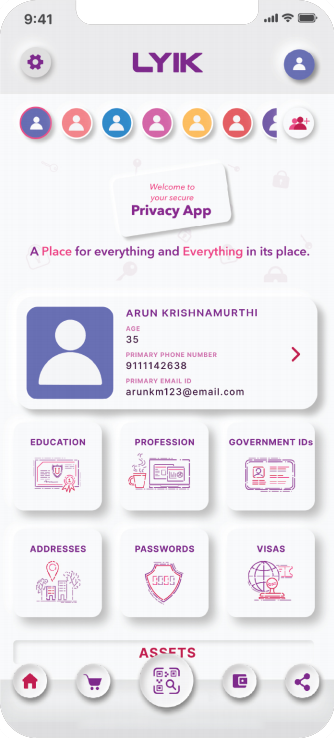 9:41
LYIK
Welcome to
your secure
Privacy App
A Place for everything and Everything in its place.
ARUN KRISHNAMURTHI
AGE
35
PRIMARY PHONE NUMBER
9111142638
PRIMARY EMAIL ID
arunkm123@email.com
EDUCATION
PROFESSION
GOVERNMENT IDs
ADDRESSES
PASSWORDS
VISAS
ASSETS